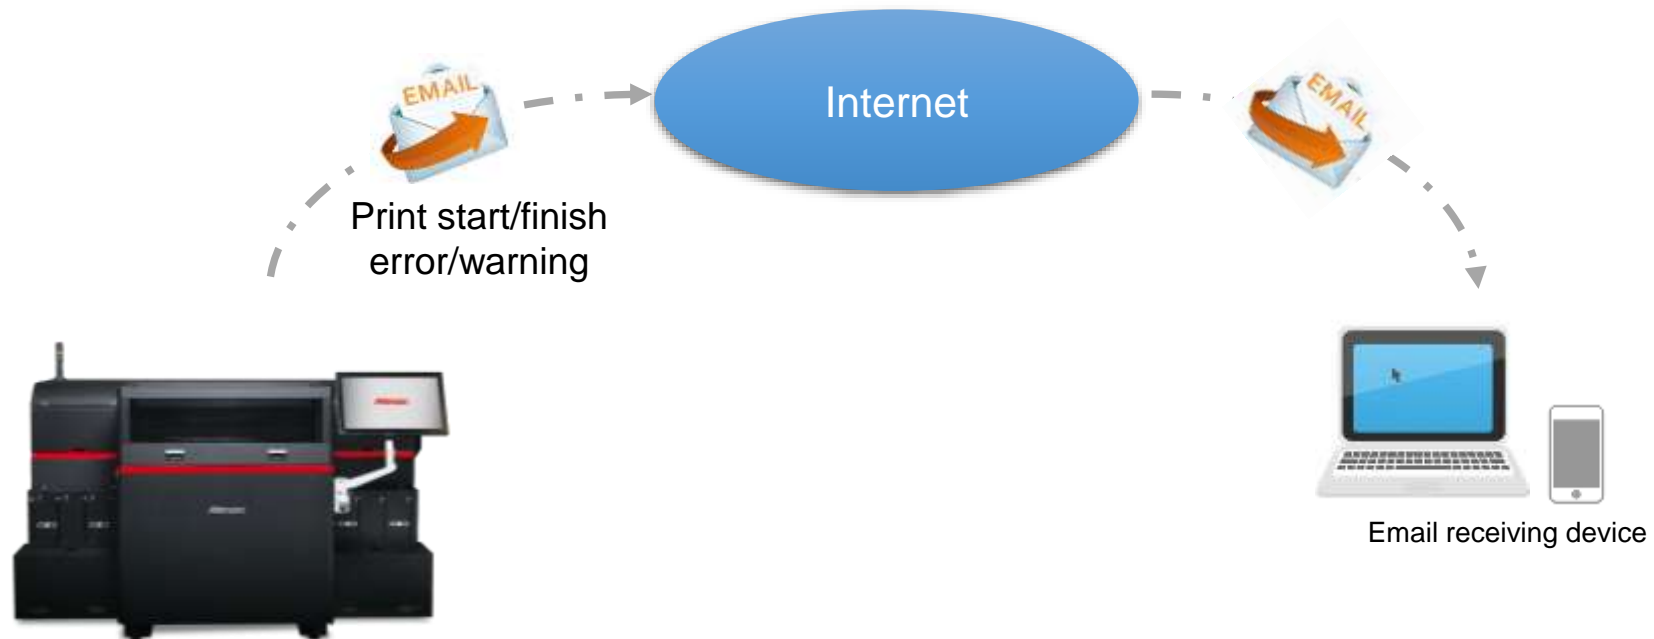 EMAIL
Internet
EMAIL
Print start/finish
error/warning
Email receiving device